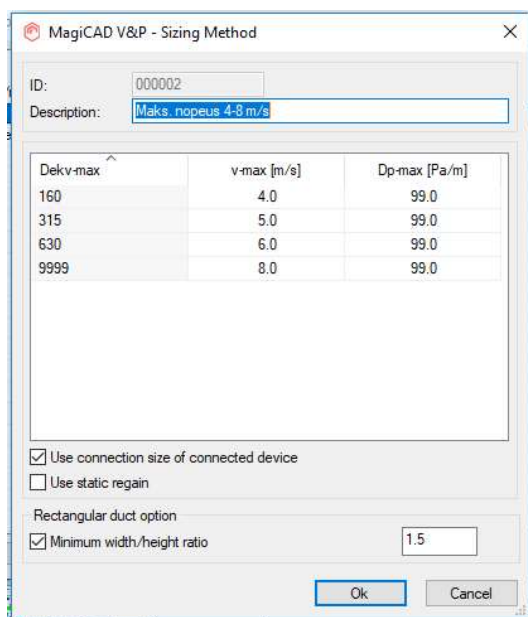 MagiCAD V&P - Sizing Method
ID: 000002
Description: Maks. nopeus 4-8 m/s
Dekv-max v-max [m/s] Dp-max [Pa/m]
160 4.0 99.0
315 5.0 99.0
630 6.0 99.0
9999 8.0 99.0
Use connection size of connected device
Use static regain
Rectangular duct option
Minimum width/height ratio 1.5
Ok Cancel